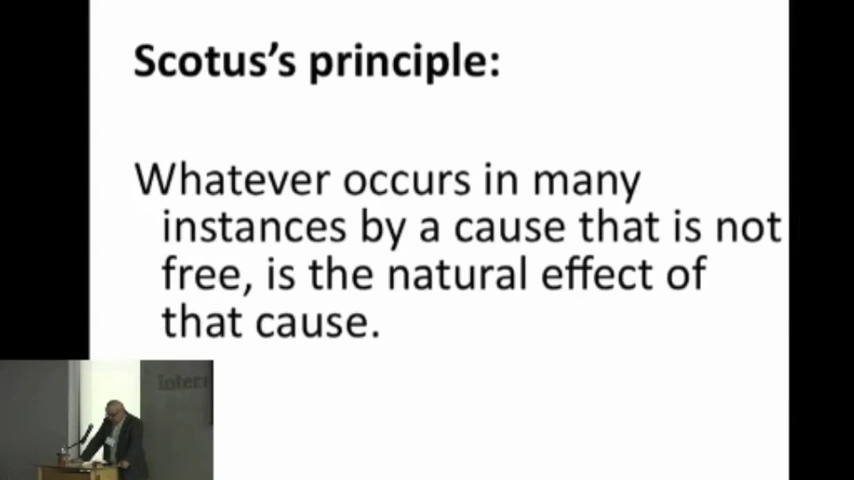 Scotus's principle:
Whatever occurs in many
instances by a cause that is not
free, is the natural effect of
that cause.